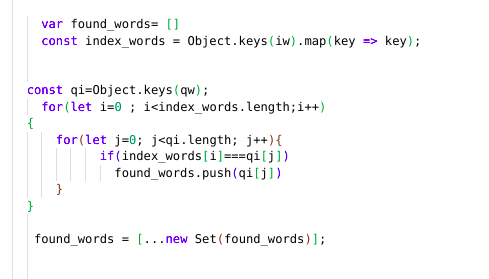 var found_words= []
const index_words = Object.keys(iw).map(key => key);
const qi=Object.keys(qw);
for(let i=0 ; i<index_words.length;i++)
{
for(let j=0; j<qi.length; j++){
if(index_words[i]===qi[j])
found_words.push(qi[j])
}
}
found_words = [...new Set(found_words)];